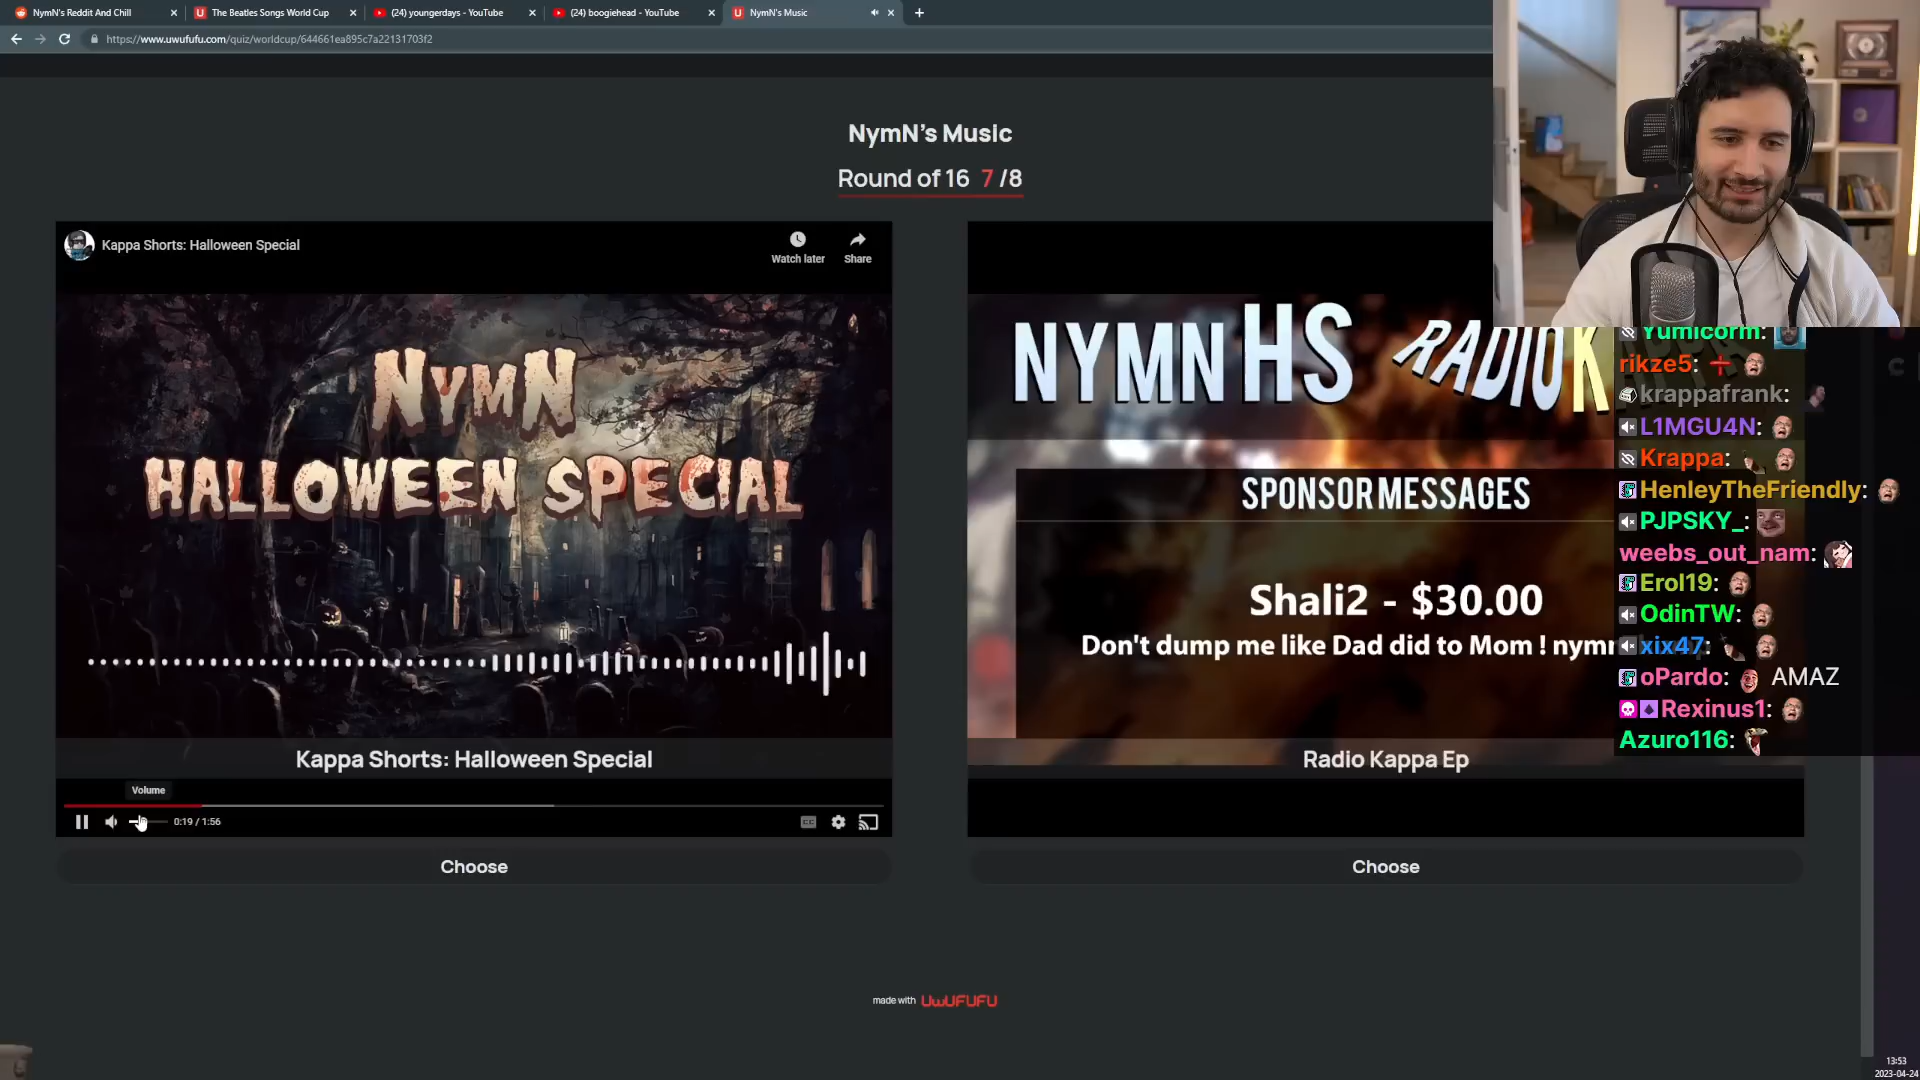 NymN's Reddit And Chill
The Beatles Songs World Cup
(24) youngerdays - YouTube
(24) boogiehead - YouTube
NymN's Music
https://www.uwufufu.com/quiz/worldcup/644661ea895c7a22131703f2
NymN's Music
Round of 16 7 /8
Kappa Shorts: Halloween Special
Watch later
Share
NYMN
HALLOWEEN SPECIAL
Kappa Shorts: Halloween Special
Volume
0:19 / 1:56
Choose
NYMN HS RADIO K
SPONSOR MESSAGES
Shali2 - $30.00
Don't dump me like Dad did to Mom ! nymn
Radio Kappa Ep
Choose
Yumicorm:
rikze5:
krappafrank:
L1MGU4N:
Krappa:
HenleyTheFriendly:
PJPSKY_:
weebs_out_nam:
Erol19:
OdinTW:
xix47:
oPardo: AMAZ
Rexinus1:
Azuro116:
made with UwUFUFU
13:53
2023-04-24